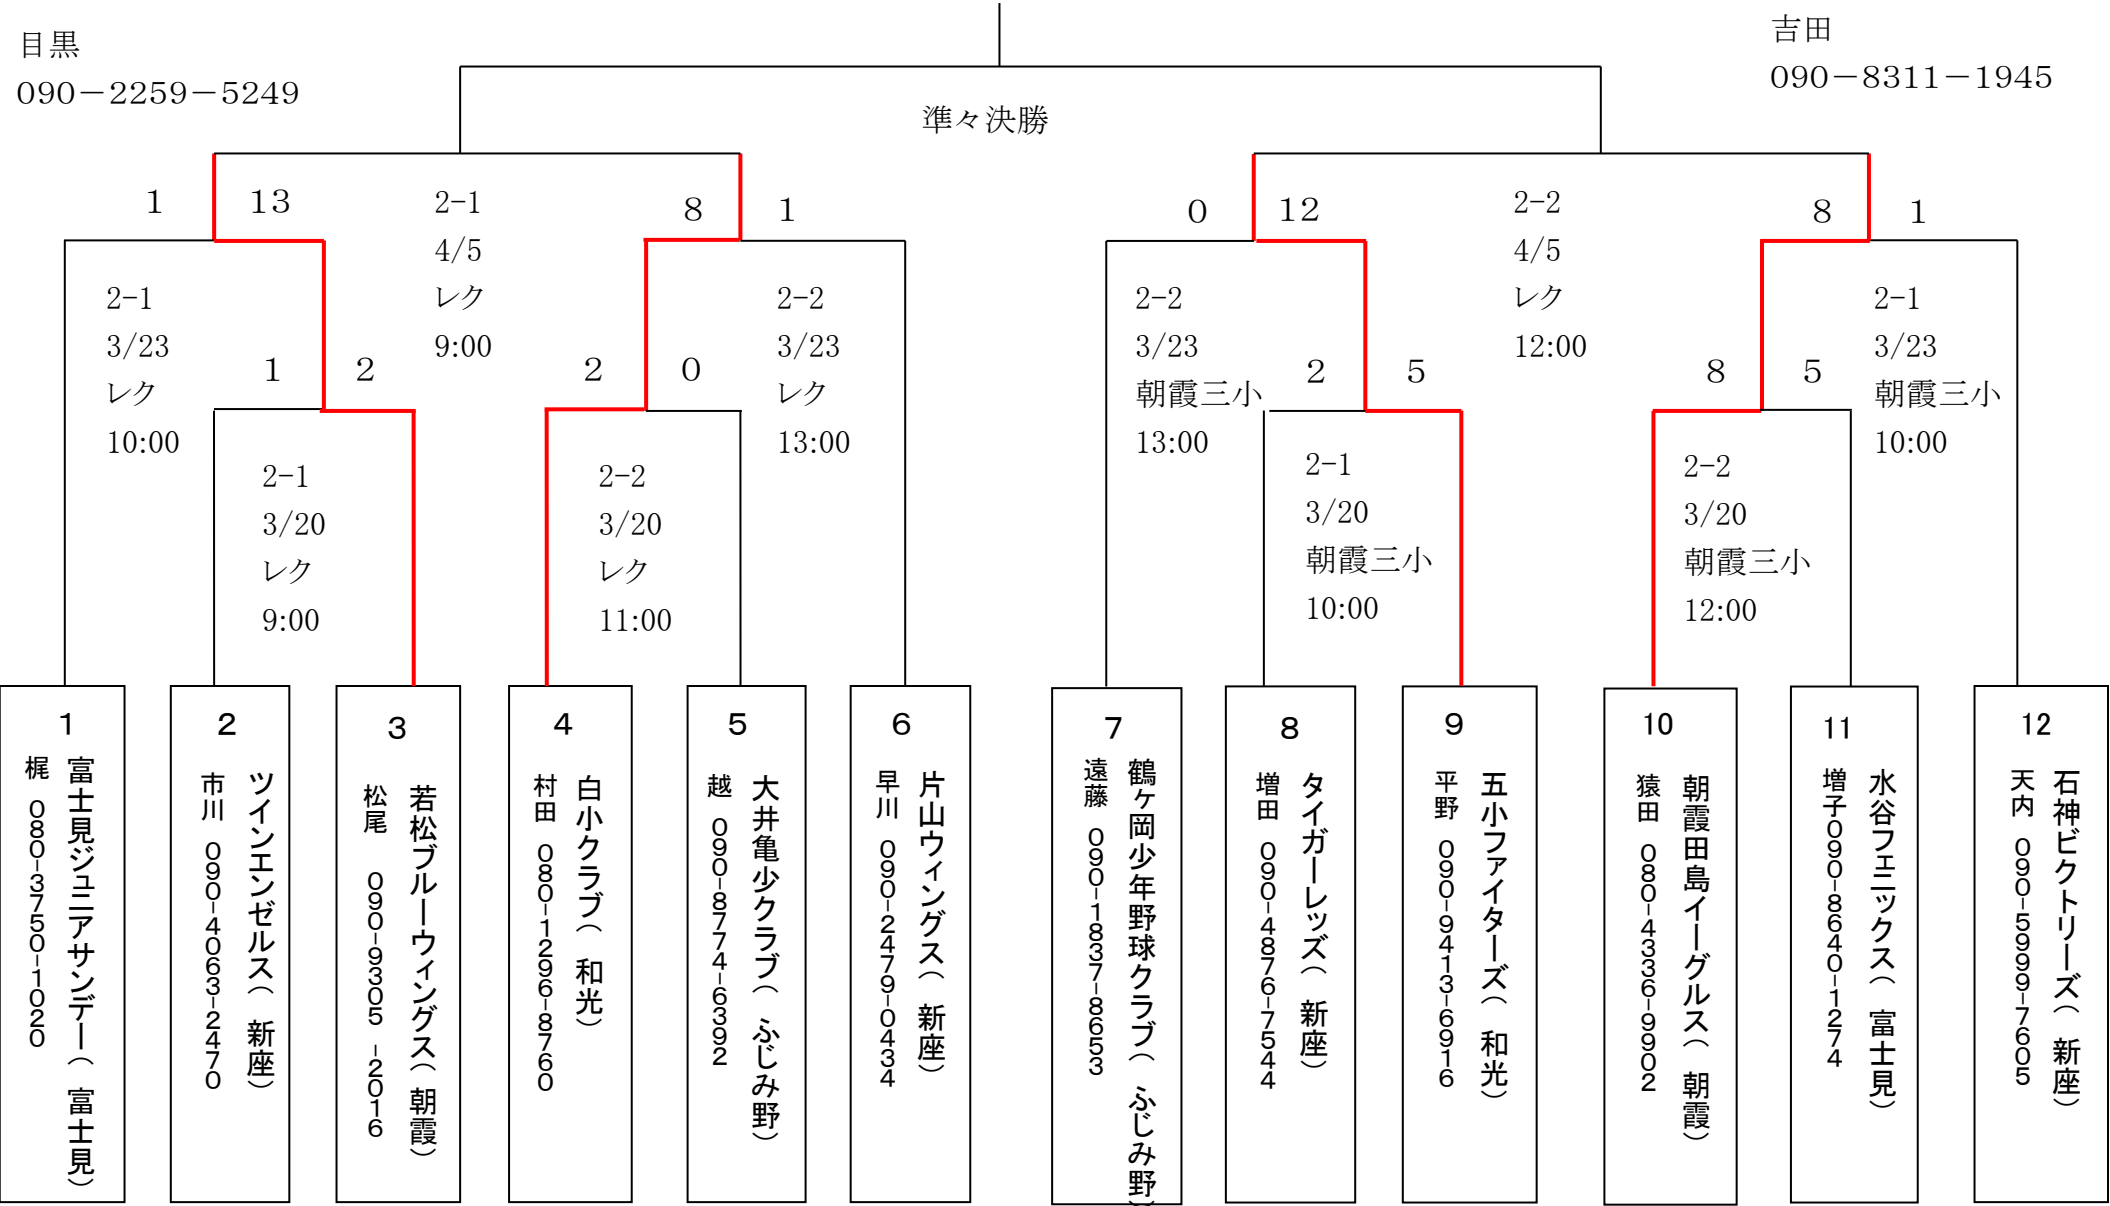 目黒
090－2259－5249
吉田
090－8311－1945
準々決勝
1 13
2-1
4/5
レク
9:00
8 1
0 12
2-2
4/5
レク
12:00
8 1
2-1
3/23
レク
10:00
1 2
2 0
2-2
3/23
レク
13:00
2-2
3/23
朝霞三小
13:00
2 5
8 5
2-1
3/23
朝霞三小
10:00
2-1
3/20
レク
9:00
2-2
3/20
レク
11:00
2-1
3/20
朝霞三小
10:00
2-2
3/20
朝霞三小
12:00
1
富士見ジュニアサンデー（ 富士見）
梶 080-3750-1020
2
ツインエンゼルス（ 新座）
市川 090-4063-2470
3
若松ブルーウィングス（ 朝霞）
松尾 090-9305 -2016
4
白小クラブ（ 和光）
村田 080-1296-8760
5
大井亀少クラブ（ ふじみ野）
越 090-8774-6392
6
片山ウィングス（ 新座）
早川 090-2479-0434
7
鶴ヶ岡少年野球クラブ（ ふじみ野）
遠藤 090-1837-8653
8
タイガーレッズ（ 新座）
増田 090-4876-7544
9
五小ファイターズ（ 和光）
平野 090-9413-6916
10
朝霞田島イーグルス（ 朝霞）
猿田 080-4336-9902
11
水谷フェニックス（ 富士見）
増子090-8640-1274
12
石神ビクトリーズ（ 新座）
天内 090-5999-7605